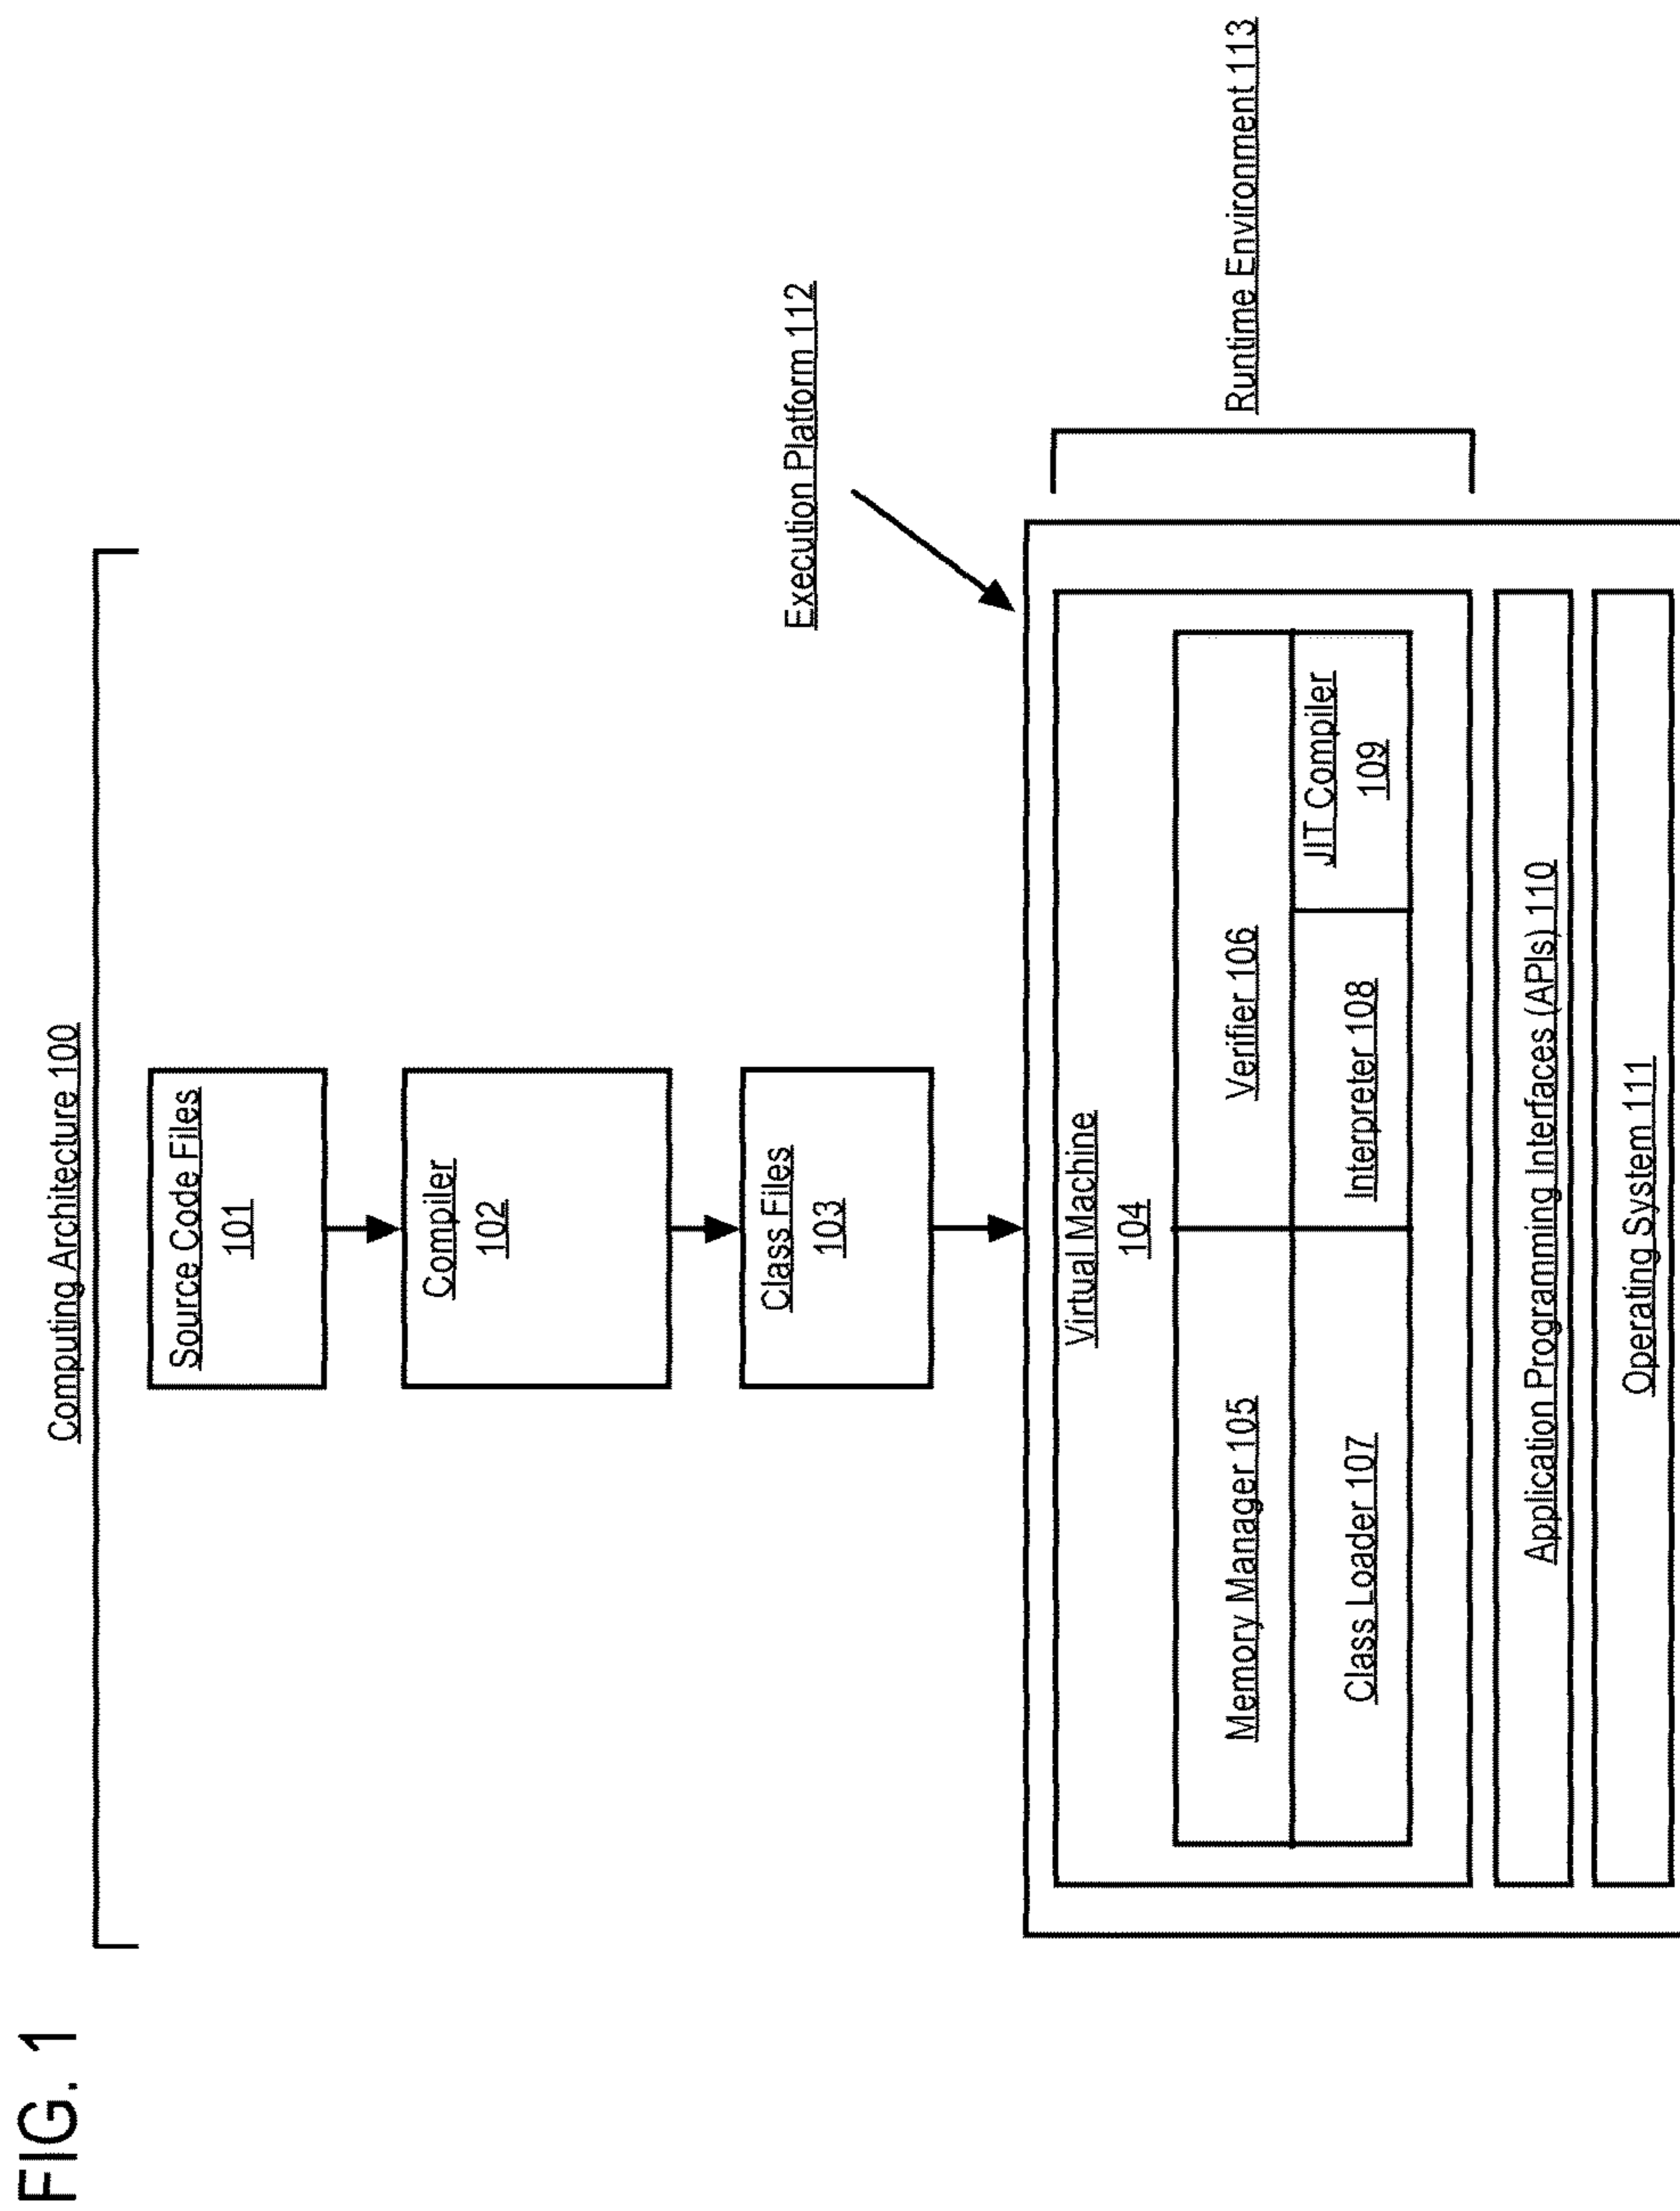 FIG. 1
Computing Architecture 100
Source Code Files
101
Compiler
102
Class Files
103
Execution Platform 112
Virtual Machine
104
Memory Manager 105
Verifier 106
Class Loader 107
Interpreter 108
JIT Compiler
109
Runtime Environment 113
Application Programming Interfaces (APIs) 110
Operating System 111